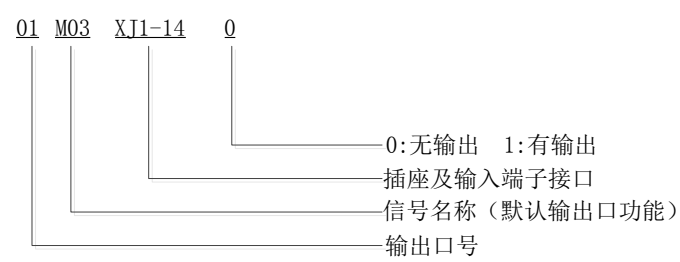 01 M03 XJ1-14 0
0:无输出 1:有输出
插座及输入端子接口
信号名称（默认输出口功能）
输出口号